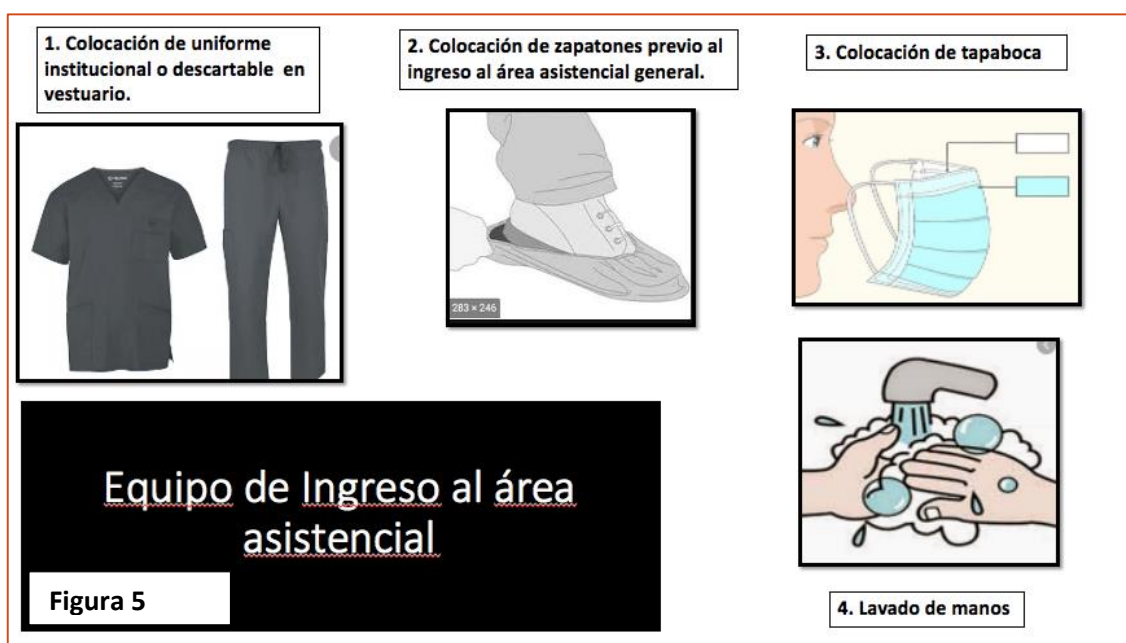 1. Colocación de uniforme
institucional o descartable en
vestuario.
2. Colocación de zapatones previo al
ingreso al área asistencial general.
3. Colocación de tapaboca
283 × 246
Equipo de Ingreso al área
asistencial
Figura 5
4. Lavado de manos